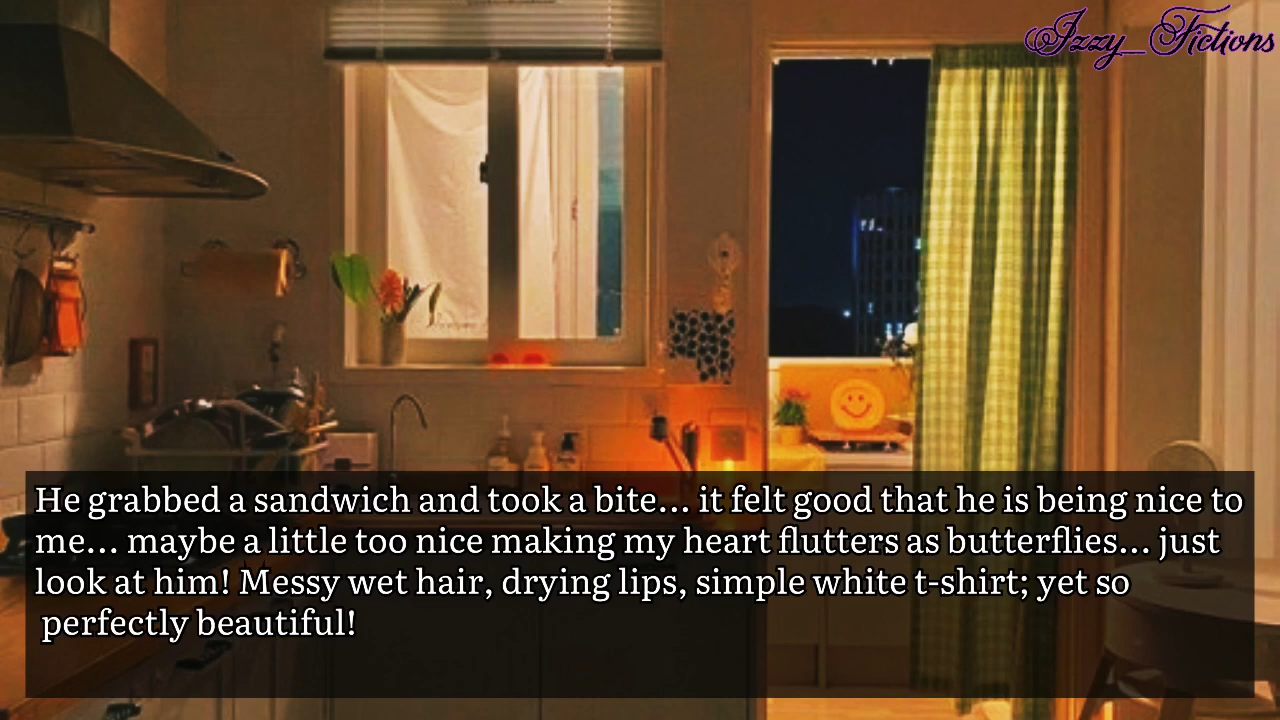 Izzy_Fictions
He grabbed a sandwich and took a bite... it felt good that he is being nice to
me... maybe a little too nice making my heart flutters as butterflies... just
look at him! Messy wet hair, drying lips, simple white t-shirt; yet so
perfectly beautiful!